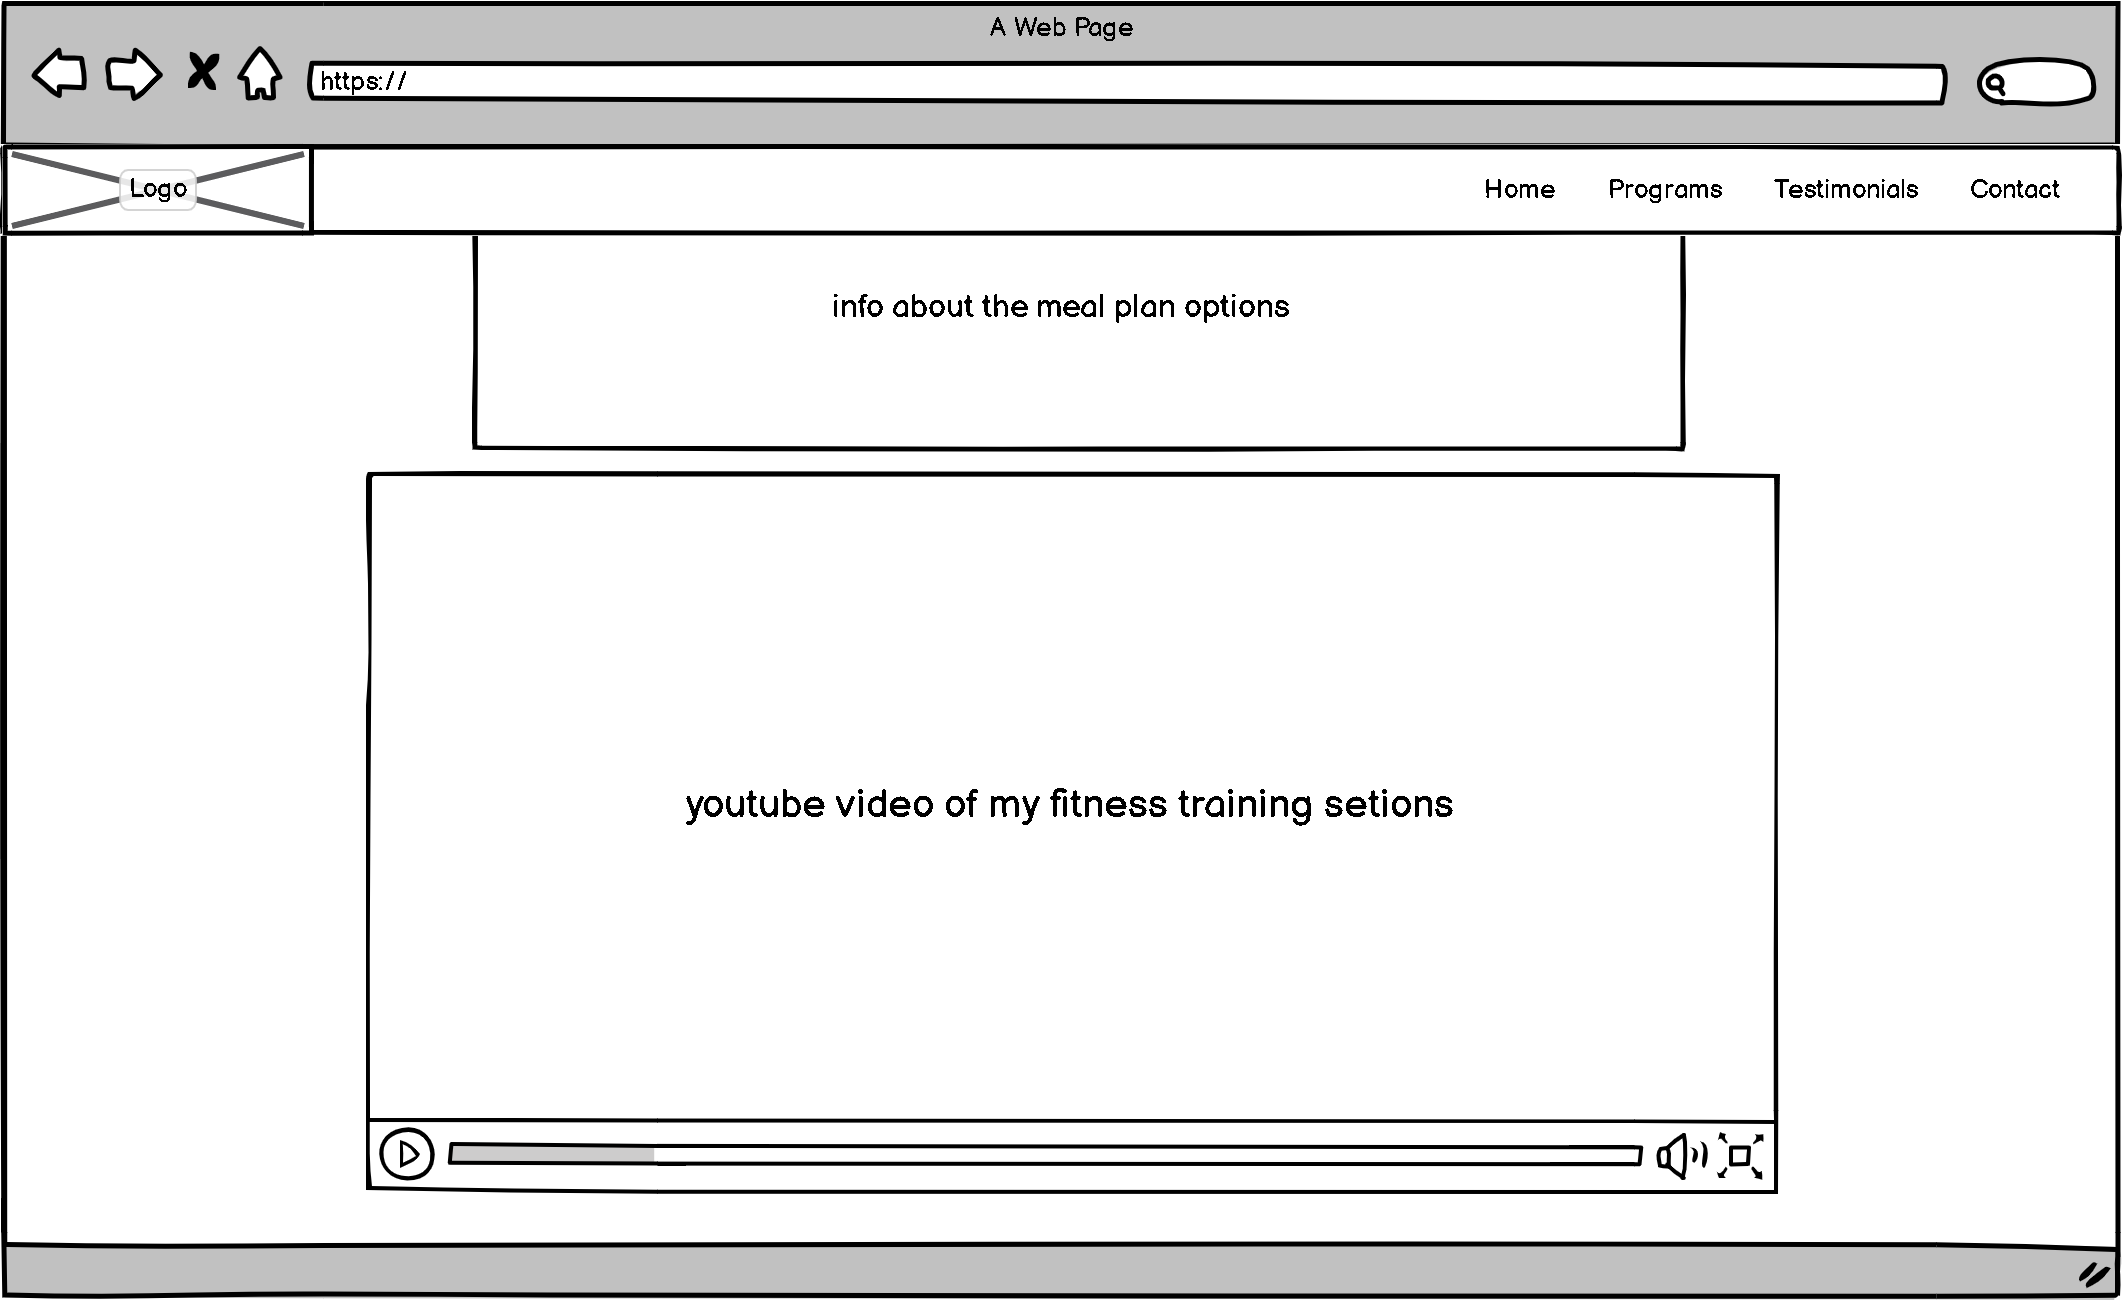 A Web Page
https://
Logo
Home Programs Testimonials Contact
info about the meal plan options
youtube video of my fitness training setions